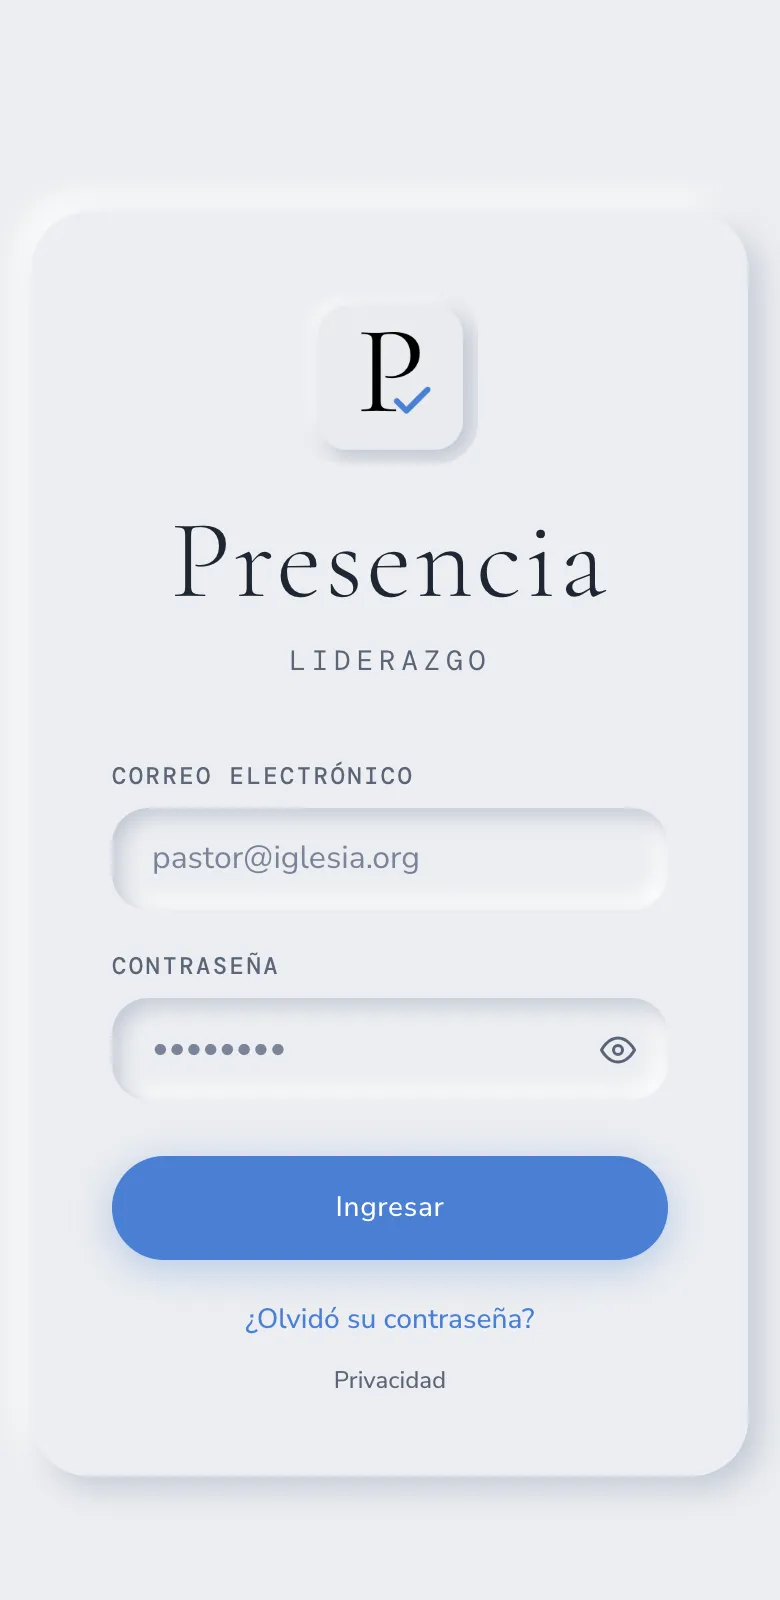 P
Presencia
LIDERAZGO
CORREO ELECTRÓNICO
pastor@iglesia.org
CONTRASEÑA
••••••••
Ingresar
¿Olvidó su contraseña?
Privacidad